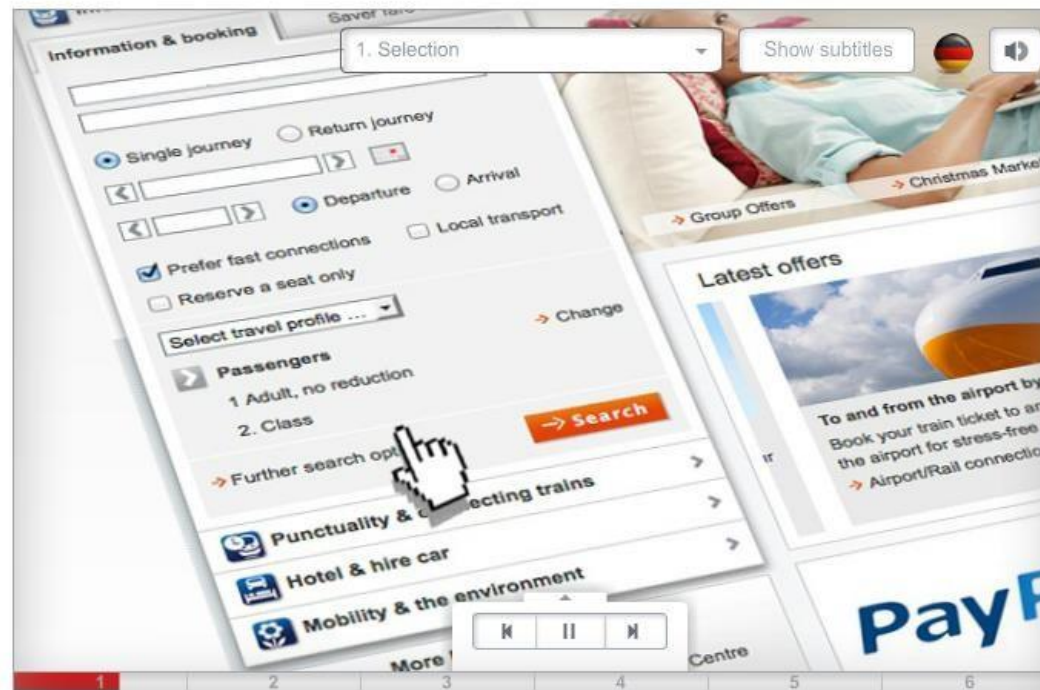 Saver
Information & booking
1. Selection
Show subtitles
Single journey
Return journey
Departure
Arrival
Prefer fast connections
Local transport
Reserve a seat only
Select travel profile ...
Change
Passengers
1 Adult, no reduction
2. Class
Search
Further search opt
Punctuality & c
ecting trains
Hotel & hire car
Mobility & the environment
More
Centre
Group Offers
Christmas Marke
Latest offers
To and from the airport by
Book your train ticket to an
the airport for stress-free
Airport/Rail connectio
ur
PayP
1
2
3
4
5
6